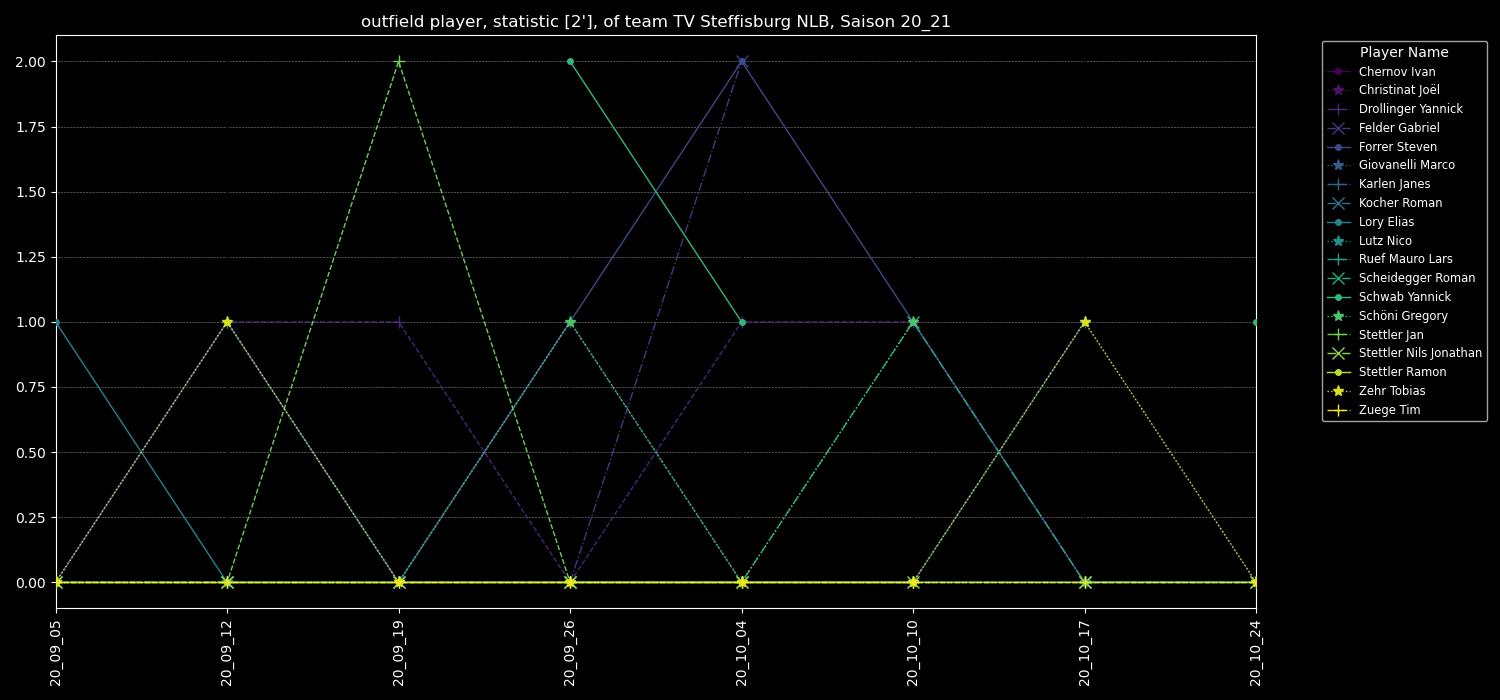 outfield player, statistic [2'], of team TV Steffisburg NLB, Saison 20_21
2.00
1.75
1.50
1.25
1.00
0.75
0.50
0.25
0.00
20_09_05
20_09_12
20_09_19
20_09_26
20_10_04
20_10_10
20_10_17
20_10_24
Player Name
Chernov Ivan
Christinat Joël
Drollinger Yannick
Felder Gabriel
Forrer Steven
Giovanelli Marco
Karlen Janes
Kocher Roman
Lory Elias
Lutz Nico
Ruef Mauro Lars
Scheidegger Roman
Schwab Yannick
Schöni Gregory
Stettler Jan
Stettler Nils Jonathan
Stettler Ramon
Zehr Tobias
Zuege Tim